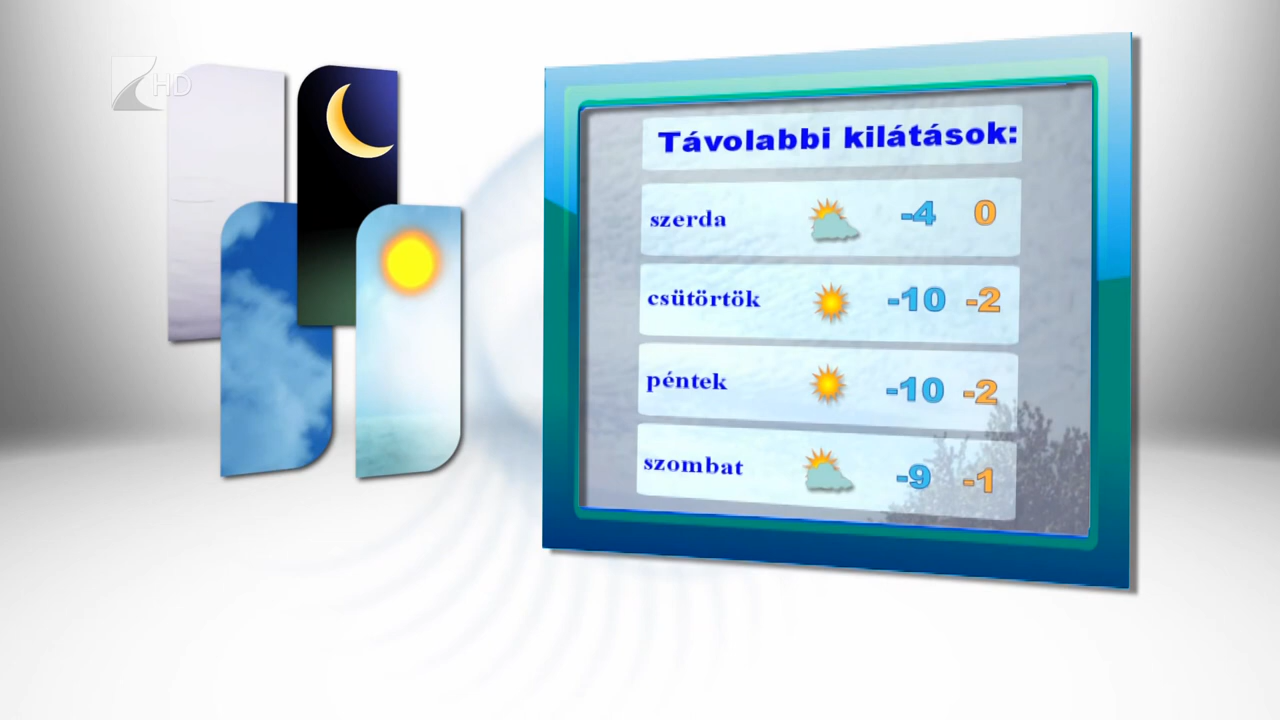 HD
Távolabbi kilátások:
szerda -4 0
csütörtök -10 -2
péntek -10 -2
szombat -9 -1